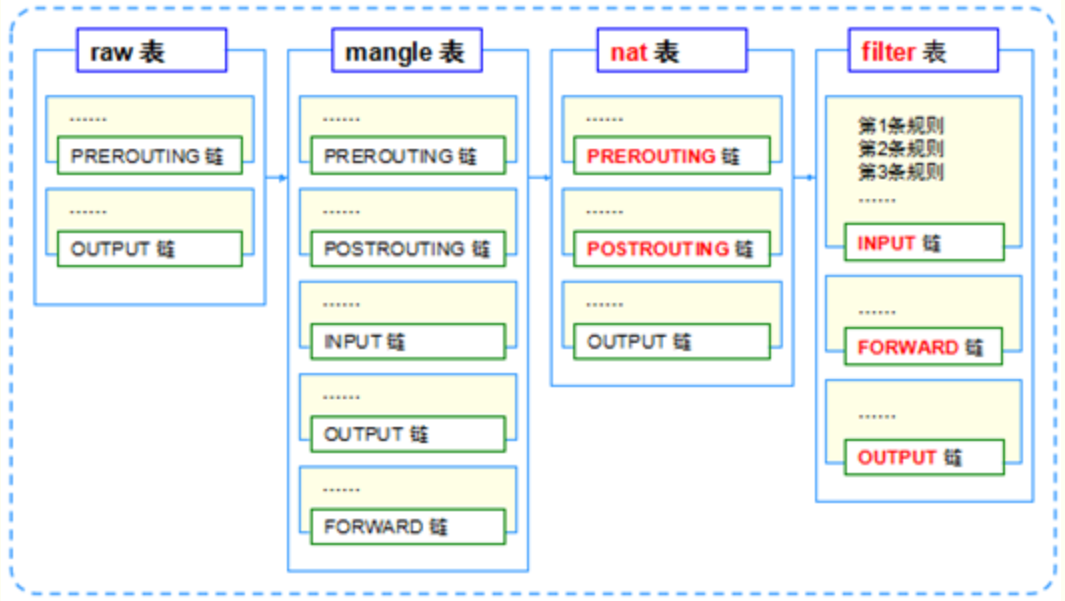 raw 表
......
PREROUTING 链
......
OUTPUT 链
mangle 表
......
PREROUTING 链
......
POSTROUTING 链
......
INPUT 链
......
OUTPUT 链
......
FORWARD 链
nat 表
......
PREROUTING 链
......
POSTROUTING 链
......
OUTPUT 链
filter 表
第1条规则
第2条规则
第3条规则
......
INPUT 链
......
FORWARD 链
......
OUTPUT 链